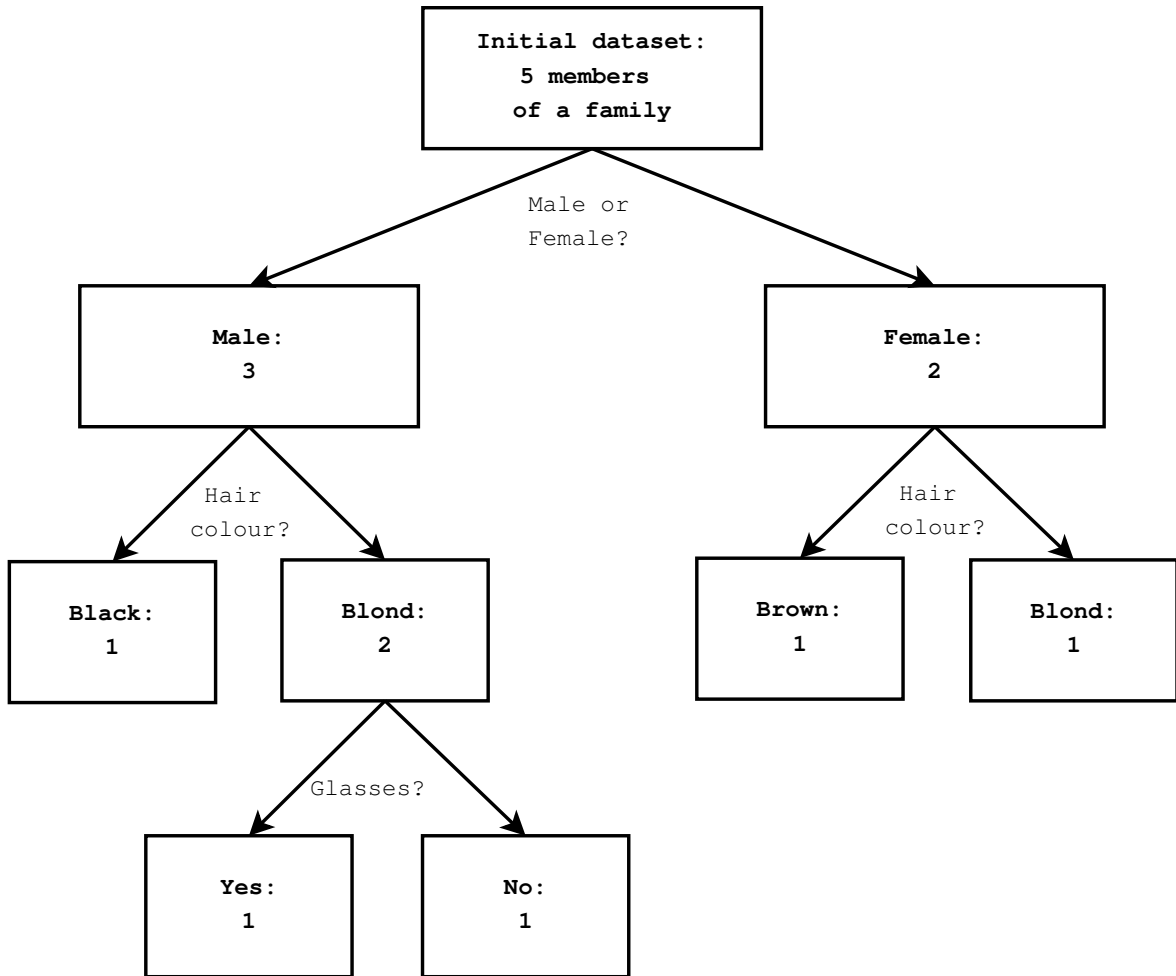 Initial dataset:
5 members
of a family
Male or
Female?
Male:
3
Female:
2
Hair
colour?
Hair
colour?
Black:
1
Blond:
2
Brown:
1
Blond:
1
Glasses?
Yes:
1
No:
1